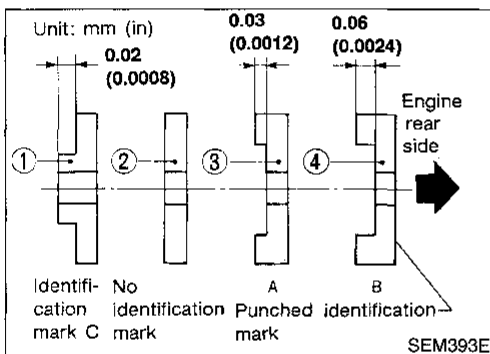 Unit: mm (in)
0.02
(0.0008)
0.03
(0.0012)
0.06
(0.0024)
Engine
rear
side
1
2
3
4
Identifi-
cation
mark C
No
identification
mark
A
Punched
mark
B
identification
SEM393E